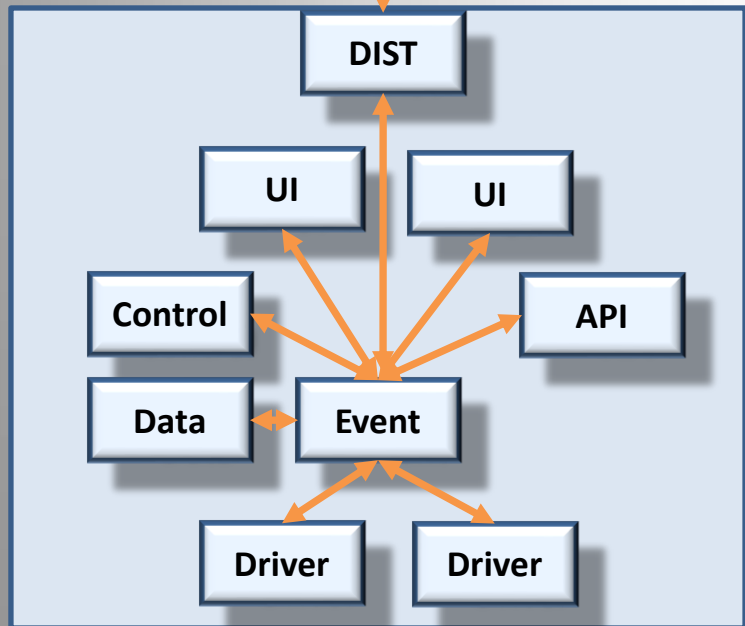 DIST
UI
UI
Control
API
Data
Event
Driver
Driver